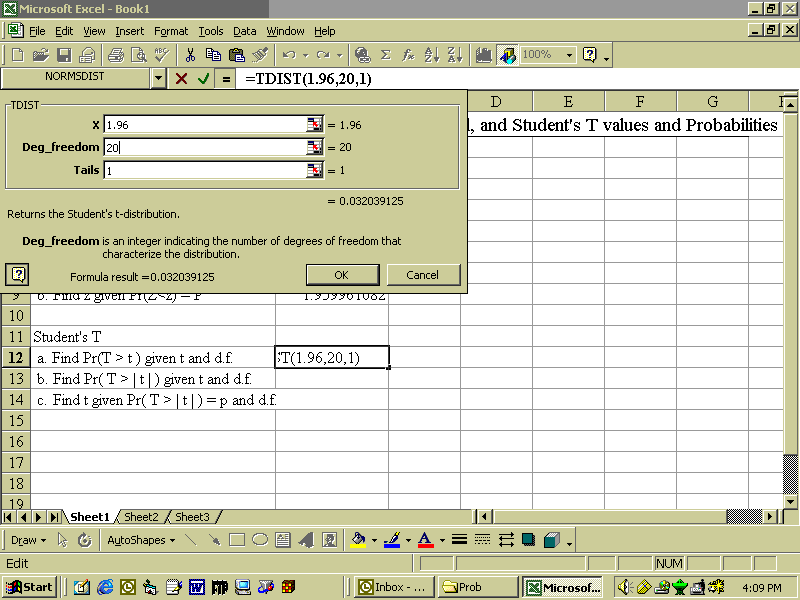 Microsoft Excel - Book1
File Edit View Insert Format Tools Data Window Help
100%
NORMSDIST = =TDIST(1.96,20,1)
D E F G
TDIST
X 1.96 = 1.96
Deg_freedom 20 = 20
Tails 1 = 1
= 0.032039125
Returns the Student's t-distribution.
Deg_freedom is an integer indicating the number of degrees of freedom that
characterize the distribution.
Formula result =0.032039125 OK Cancel
, and Student's T values and Probabilities
9 b. Find z given Pr(Z<z) = P 1.959961082
10
11 Student's T
12 a. Find Pr(T > t ) given t and d.f. T(1.96,20,1)
13 b. Find Pr( T > | t | ) given t and d.f.
14 c. Find t given Pr( T > | t | ) = p and d.f.
15
16
17
18
19
Sheet1 Sheet2 Sheet3
Draw AutoShapes
Edit NUM
Start Inbox - ... Prob Microsof... 4:09 PM